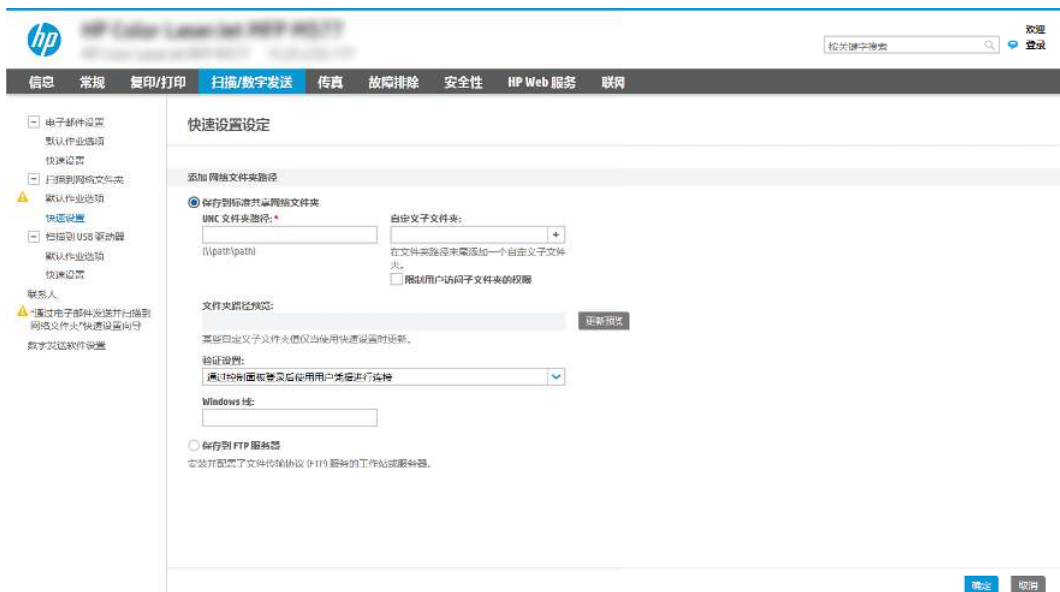 hp
HP Color LaserJet MFP M577
欢迎
按关键字搜索
登录
信息 常规 复印/打印 扫描/数字发送 传真 故障排除 安全性 HP Web 服务 联网
电子邮件设置
默认作业选项
快速设置
扫描到网络文件夹
默认作业选项
快速设置
扫描到 USB 驱动器
默认作业选项
快速设置
联系人
“通过电子邮件发送并扫描到
网络文件夹”快速设置向导
数字发送软件设置
快速设置设定
添加网络文件夹路径
保存到标准共享网络文件夹
UNC 文件夹路径:* 自定义子文件夹:
+
(\\path\path) 在文件夹路径末尾添加一个自定义子文件
夹。
限制用户访问子文件夹的权限
文件夹路径预览:
更新预览
某些自定义子文件夹值仅当使用快速设置时更新。
验证设置:
通过控制面板登录后使用用户凭据进行连接
Windows 域:
保存到 FTP 服务器
安装并配置了文件传输协议 (FTP) 服务的工作站或服务器。
确定 取消